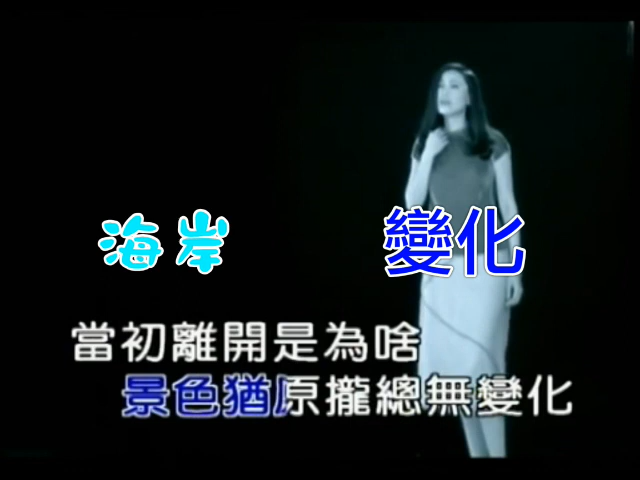 海岸 變化
當初離開是為啥
景色猶原攏總無變化